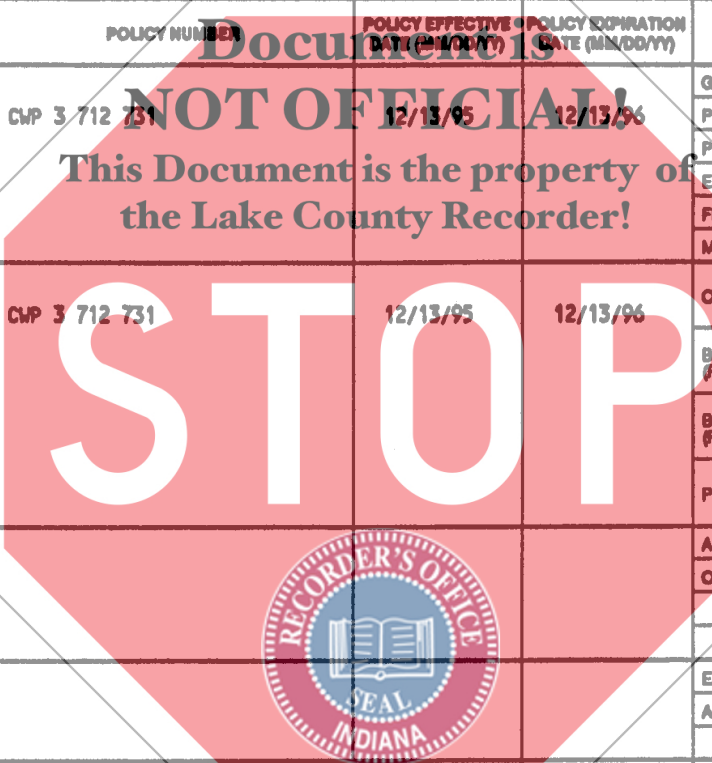 POLICY NUMBER
POLICY EFFECTIVE DATE (MM/DD/YY)
POLICY EXPIRATION DATE (MM/DD/YY)
Document is
NOT OFFICIAL!
This Document is the property of
the Lake County Recorder!
CWP 3 712 731 12/13/95 12/13/96
CWP 3 712 731 12/13/95 12/13/96
STOP
RECORDER'S OFFICE
SEAL
INDIANA